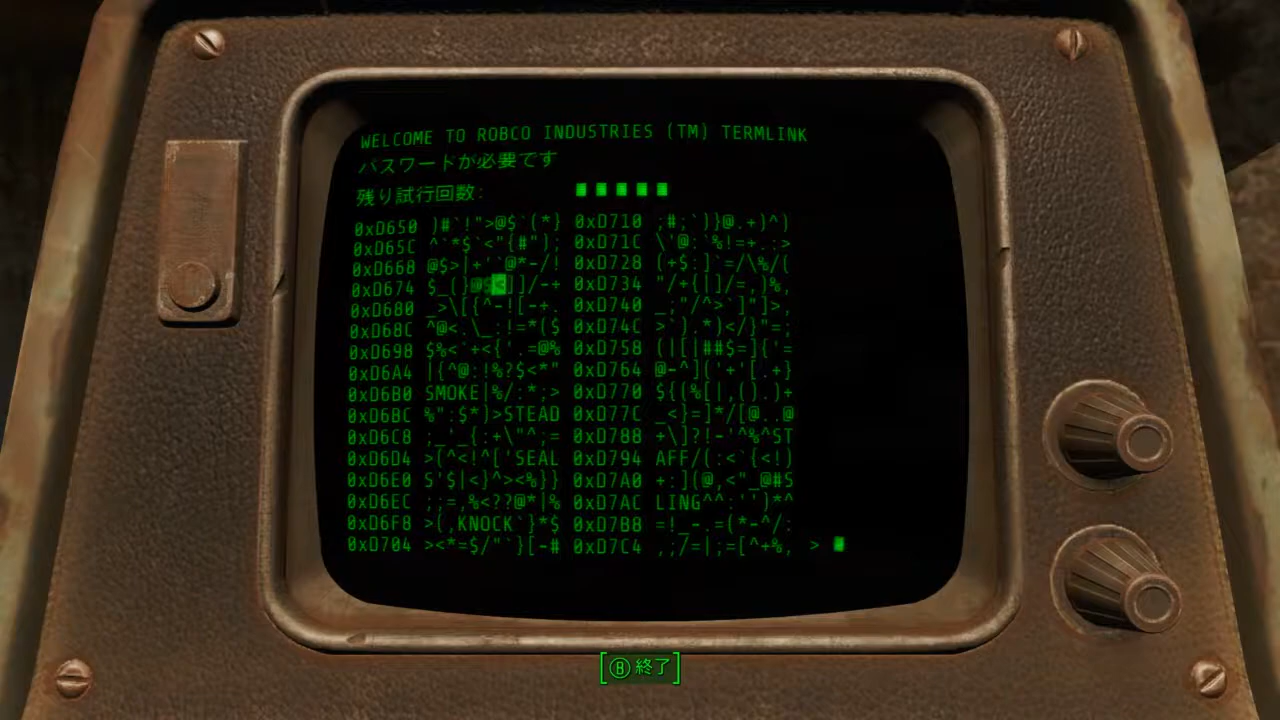 WELCOME TO ROBCO INDUSTRIES (TM) TERMLINK
パスワードが必要です
残り試行回数: ■ ■ ■ ■ ■
0xD650 )#`!">@$`(*} 0xD710 ;#;`)}@.+)^)
0xD65C ^`*$`<"{#"); 0xD71C \'@:`%!=+.:>
0xD668 @$>|+'`@*-/! 0xD728 (+$:]`=/\%/(
0xD674 $_(}@$<]]/-+ 0xD734 "/+{|]/=,)%,
0xD680 _>\[{^-![-+. 0xD740 _;"/^>`]"]>,
0xD68C ^@<.\_:!=*($ 0xD74C >`).*)</}"=;
0xD698 $%<`+<{'.=@% 0xD758 (|[|##$=]{'=
0xD6A4 |{^@:!%?$<*" 0xD764 @-^]('+'[.+}
0xD6B0 SMOKE|%/:*;> 0xD770 ${(%[|,().)+
0xD6BC %":$*)>STEAD 0xD77C _<}=]*/[@..@
0xD6C8 ;_'_{:+\"^;= 0xD788 +\]?!-'^%^ST
0xD6D4 >(^<!^['SEAL 0xD794 AFF/(:<`{<!)
0xD6E0 S'$|<}^><%}} 0xD7A0 +:](@,<"_@#S
0xD6EC ;;=,%<??@*|% 0xD7AC LING^^:'')*^
0xD6F8 >(,KNOCK`}*$ 0xD7B8 =!_-.=(*-^/:
0xD704 ><*=$/"`}[-# 0xD7C4 ,;/=|;=[^+%, > ■
[Ⓑ終了]